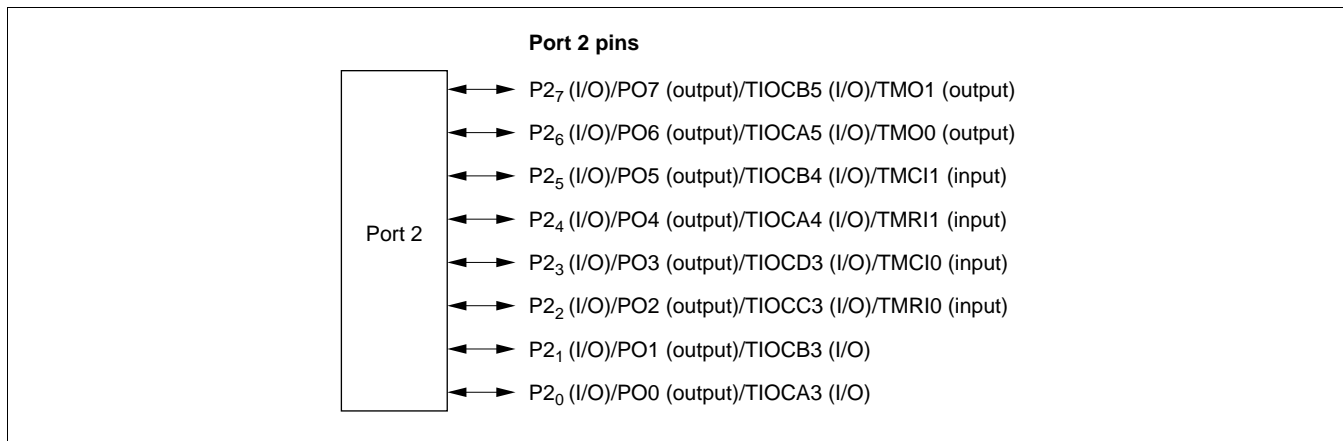 Port 2 pins
P2₇ (I/O)/PO7 (output)/TIOCB5 (I/O)/TMO1 (output)
P2₆ (I/O)/PO6 (output)/TIOCA5 (I/O)/TMO0 (output)
P2₅ (I/O)/PO5 (output)/TIOCB4 (I/O)/TMCI1 (input)
P2₄ (I/O)/PO4 (output)/TIOCA4 (I/O)/TMRI1 (input)
Port 2
P2₃ (I/O)/PO3 (output)/TIOCD3 (I/O)/TMCI0 (input)
P2₂ (I/O)/PO2 (output)/TIOCC3 (I/O)/TMRI0 (input)
P2₁ (I/O)/PO1 (output)/TIOCB3 (I/O)
P2₀ (I/O)/PO0 (output)/TIOCA3 (I/O)